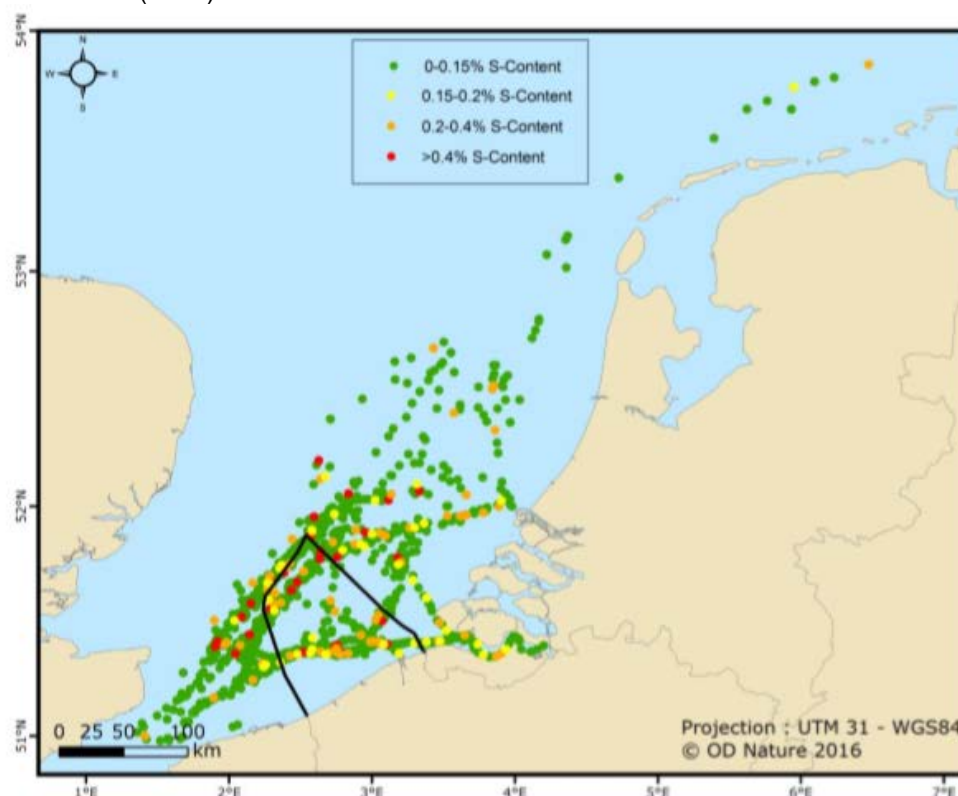 54°N
N
W E
S
0-0.15% S-Content
0.15-0.2% S-Content
0.2-0.4% S-Content
>0.4% S-Content
53°N
52°N
51°N
0 25 50 100
km
Projection : UTM 31 - WGS84
© OD Nature 2016
1°E 2°E 3°E 4°E 5°E 6°E 7°E